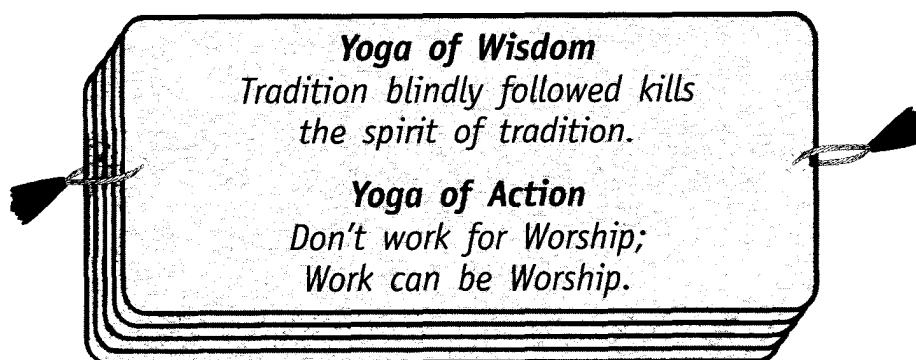 Yoga of Wisdom
Tradition blindly followed kills
the spirit of tradition.
Yoga of Action
Don't work for Worship;
Work can be Worship.